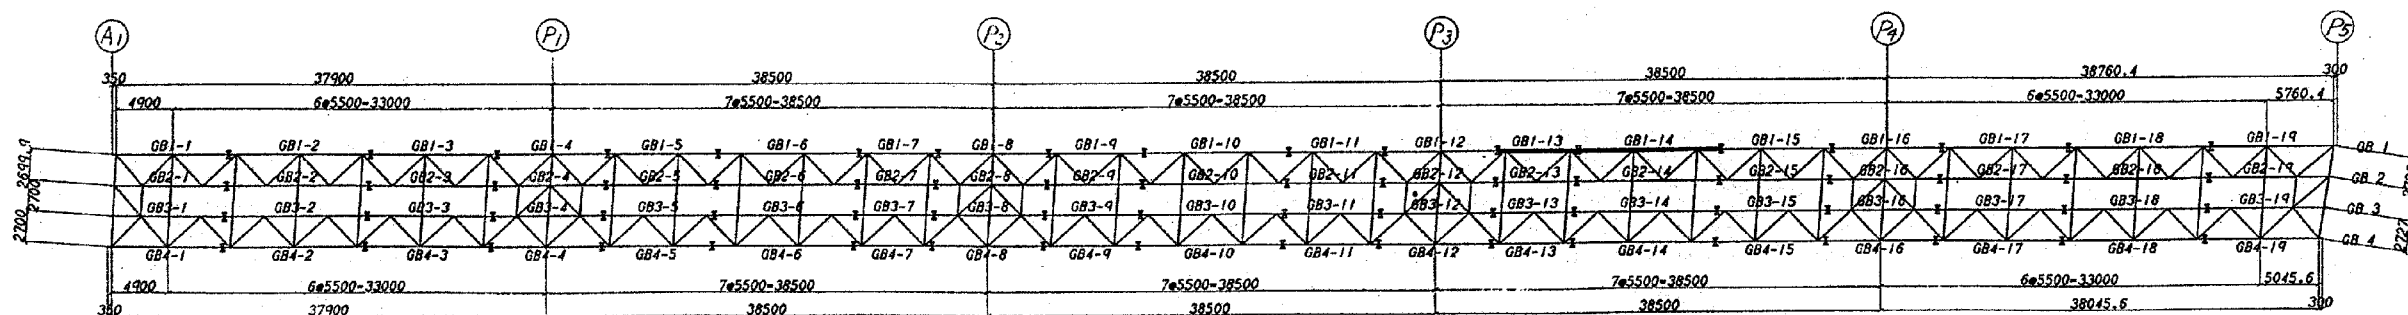 A1 P1 P2 P3 P4 P5
350 37900 38500 38500 38500 38760.4 300
4900 6@5500-33000 7@5500-38500 7@5500-38500 7@5500-38500 6@5500-33000 5760.4
2699.9 GB1-1 GB1-2 GB1-3 GB1-4 GB1-5 GB1-6 GB1-7 GB1-8 GB1-9 GB1-10 GB1-11 GB1-12 GB1-13 GB1-14 GB1-15 GB1-16 GB1-17 GB1-18 GB1-19 GB 1
2700 GB2-1 GB2-2 GB2-3 GB2-4 GB2-5 GB2-6 GB2-7 GB2-8 GB2-9 GB2-10 GB2-11 GB2-12 GB2-13 GB2-14 GB2-15 GB2-16 GB2-17 GB2-18 GB2-19 GB 2
2700 GB3-1 GB3-2 GB3-3 GB3-4 GB3-5 GB3-6 GB3-7 GB3-8 GB3-9 GB3-10 GB3-11 GB3-12 GB3-13 GB3-14 GB3-15 GB3-16 GB3-17 GB3-18 GB3-19 GB 3
GB4-1 GB4-2 GB4-3 GB4-4 GB4-5 GB4-6 GB4-7 GB4-8 GB4-9 GB4-10 GB4-11 GB4-12 GB4-13 GB4-14 GB4-15 GB4-16 GB4-17 GB4-18 GB4-19 GB 4
4900 6@5500-33000 7@5500-38500 7@5500-38500 7@5500-38500 6@5500-33000 5045.6
350 37900 38500 38500 38500 38045.6 300